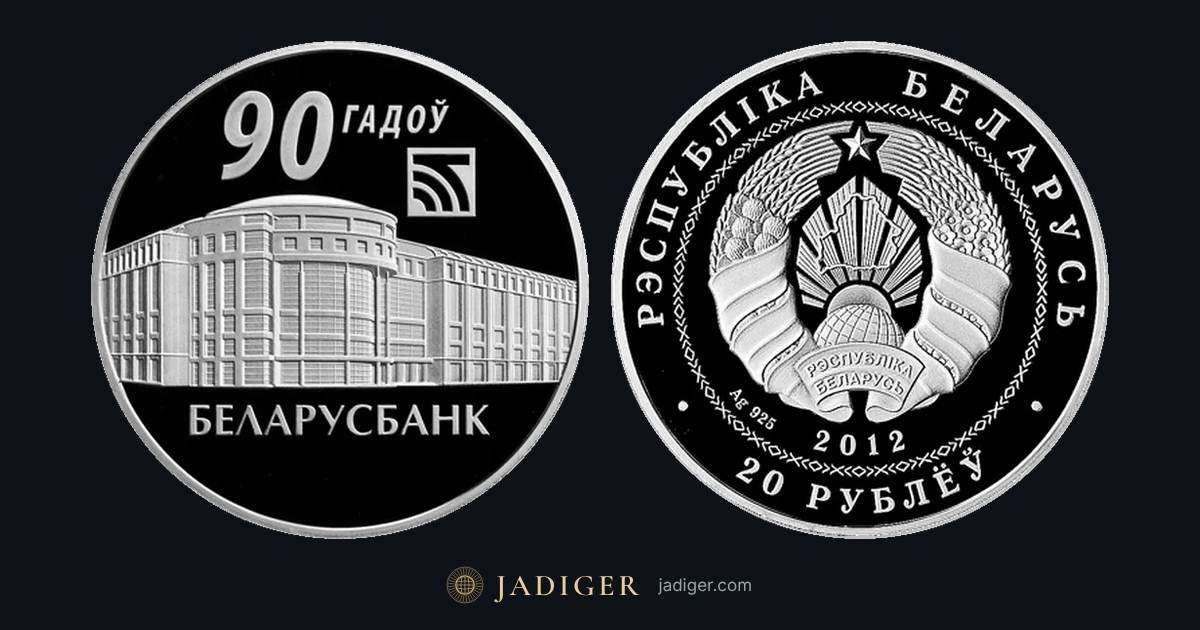 90 ГАДОЎ
БЕЛАРУСБАНК
РЭСПУБЛІКА БЕЛАРУСЬ
РЭСПУБЛІКА
БЕЛАРУСЬ
Ag 925
2012
20 РУБЛЁЎ
JADIGER jadiger.com